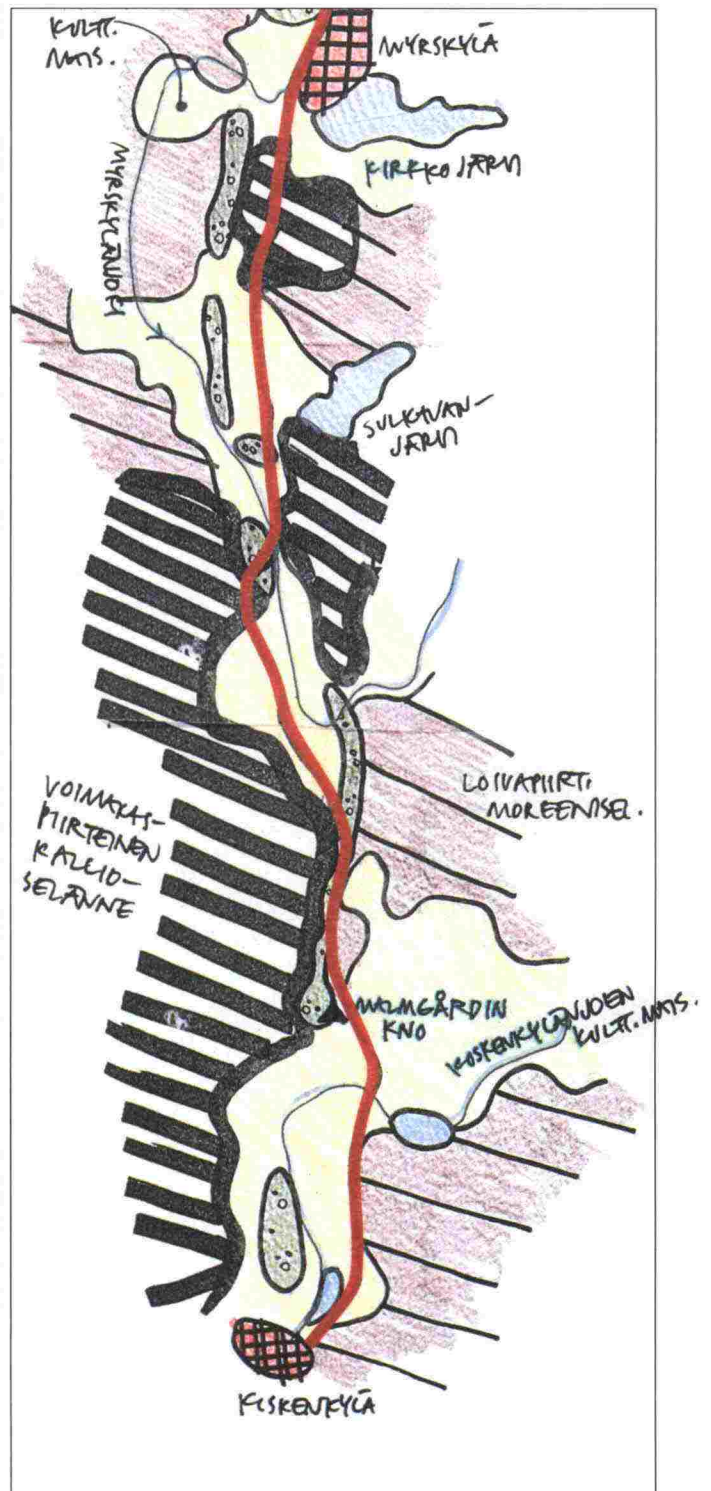 KULTT.
MAIS.
MYRSKYLÄ
KIRKKOJÄRVI
MYRSKYLÄNJOKI
SULKAVAN-
JÄRVI
LOIVAPIIRT.
MOREENISEL.
VOIMAKAS-
PIIRTEINEN
KALLIO-
SELÄNNE
MALMGÅRDIN
KNO
KOSKENKYLÄNJOEN
KULTT. MAIS.
KOSKENKYLÄ